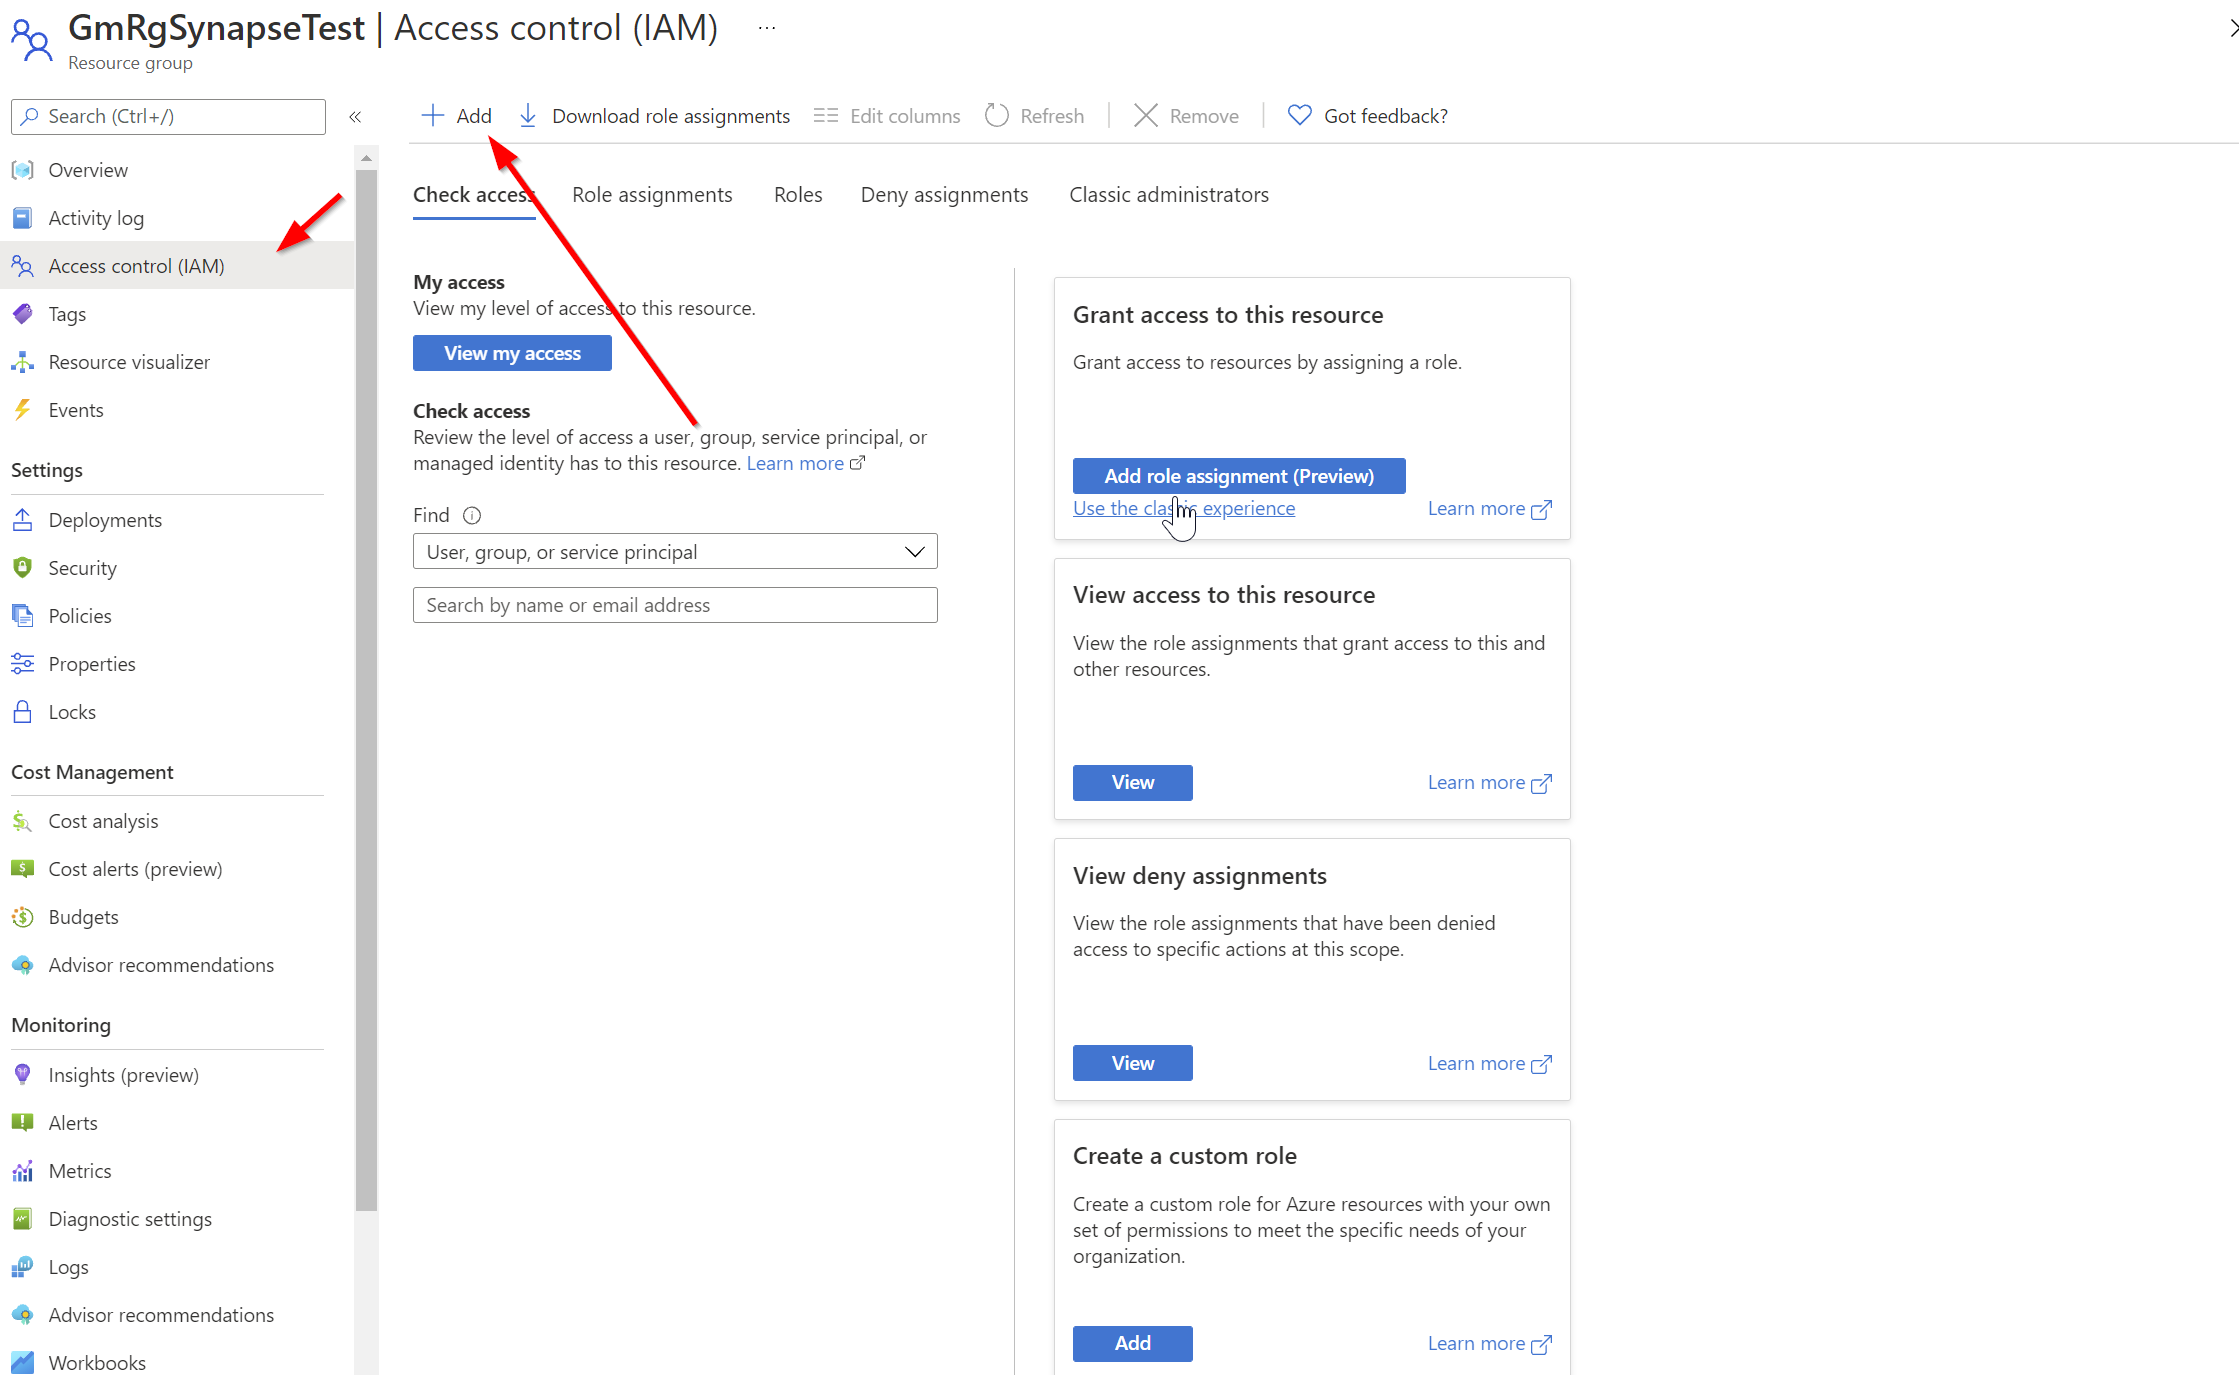 GmRgSynapseTest | Access control (IAM) ...
Resource group
Search (Ctrl+/)
«
Overview
Activity log
Access control (IAM)
Tags
Resource visualizer
Events
Settings
Deployments
Security
Policies
Properties
Locks
Cost Management
Cost analysis
Cost alerts (preview)
Budgets
Advisor recommendations
Monitoring
Insights (preview)
Alerts
Metrics
Diagnostic settings
Logs
Advisor recommendations
Workbooks
Add Download role assignments Edit columns Refresh Remove Got feedback?
Check access Role assignments Roles Deny assignments Classic administrators
My access
View my level of access to this resource.
View my access
Check access
Review the level of access a user, group, service principal, or
managed identity has to this resource. Learn more
Find
User, group, or service principal
Search by name or email address
Grant access to this resource
Grant access to resources by assigning a role.
Add role assignment (Preview)
Use the classic experience Learn more
View access to this resource
View the role assignments that grant access to this and
other resources.
View Learn more
View deny assignments
View the role assignments that have been denied
access to specific actions at this scope.
View Learn more
Create a custom role
Create a custom role for Azure resources with your own
set of permissions to meet the specific needs of your
organization.
Add Learn more